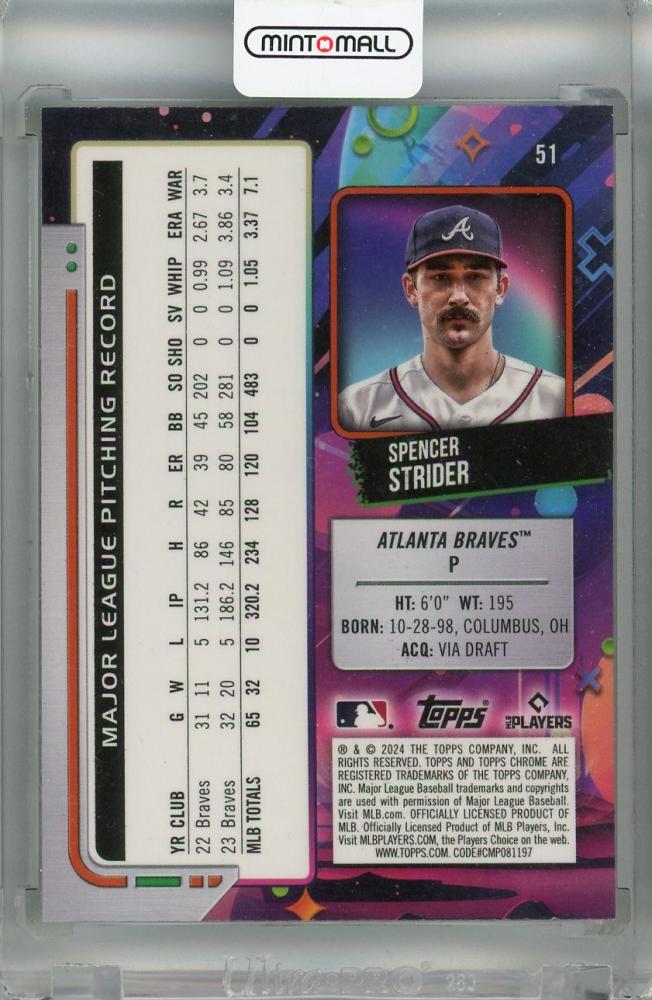 MINT MALL
51
MAJOR LEAGUE PITCHING RECORD
YR CLUB G W L IP H R ER BB SO SHO SV WHIP ERA WAR
22 Braves 31 11 5 131.2 86 42 39 45 202 0 0 0.99 2.67 3.7
23 Braves 32 20 5 186.2 146 85 80 58 281 0 0 1.09 3.86 3.4
MLB TOTALS 65 32 10 320.2 234 128 120 104 483 0 0 1.05 3.37 7.1
A
SPENCER
STRIDER
ATLANTA BRAVES™
P
HT: 6'0" WT: 195
BORN: 10-28-98, COLUMBUS, OH
ACQ: VIA DRAFT
topps®
MLB PLAYERS
® & © 2024 THE TOPPS COMPANY, INC. ALL
RIGHTS RESERVED. TOPPS AND TOPPS CHROME ARE
REGISTERED TRADEMARKS OF THE TOPPS COMPANY,
INC. Major League Baseball trademarks and copyrights
are used with permission of Major League Baseball.
Visit MLB.com. OFFICIALLY LICENSED PRODUCT OF
MLB. Officially Licensed Product of MLB Players, Inc.
Visit MLBPLAYERS.COM, the Players Choice on the web.
WWW.TOPPS.COM. CODE#CMP081197
Ultra·PRO